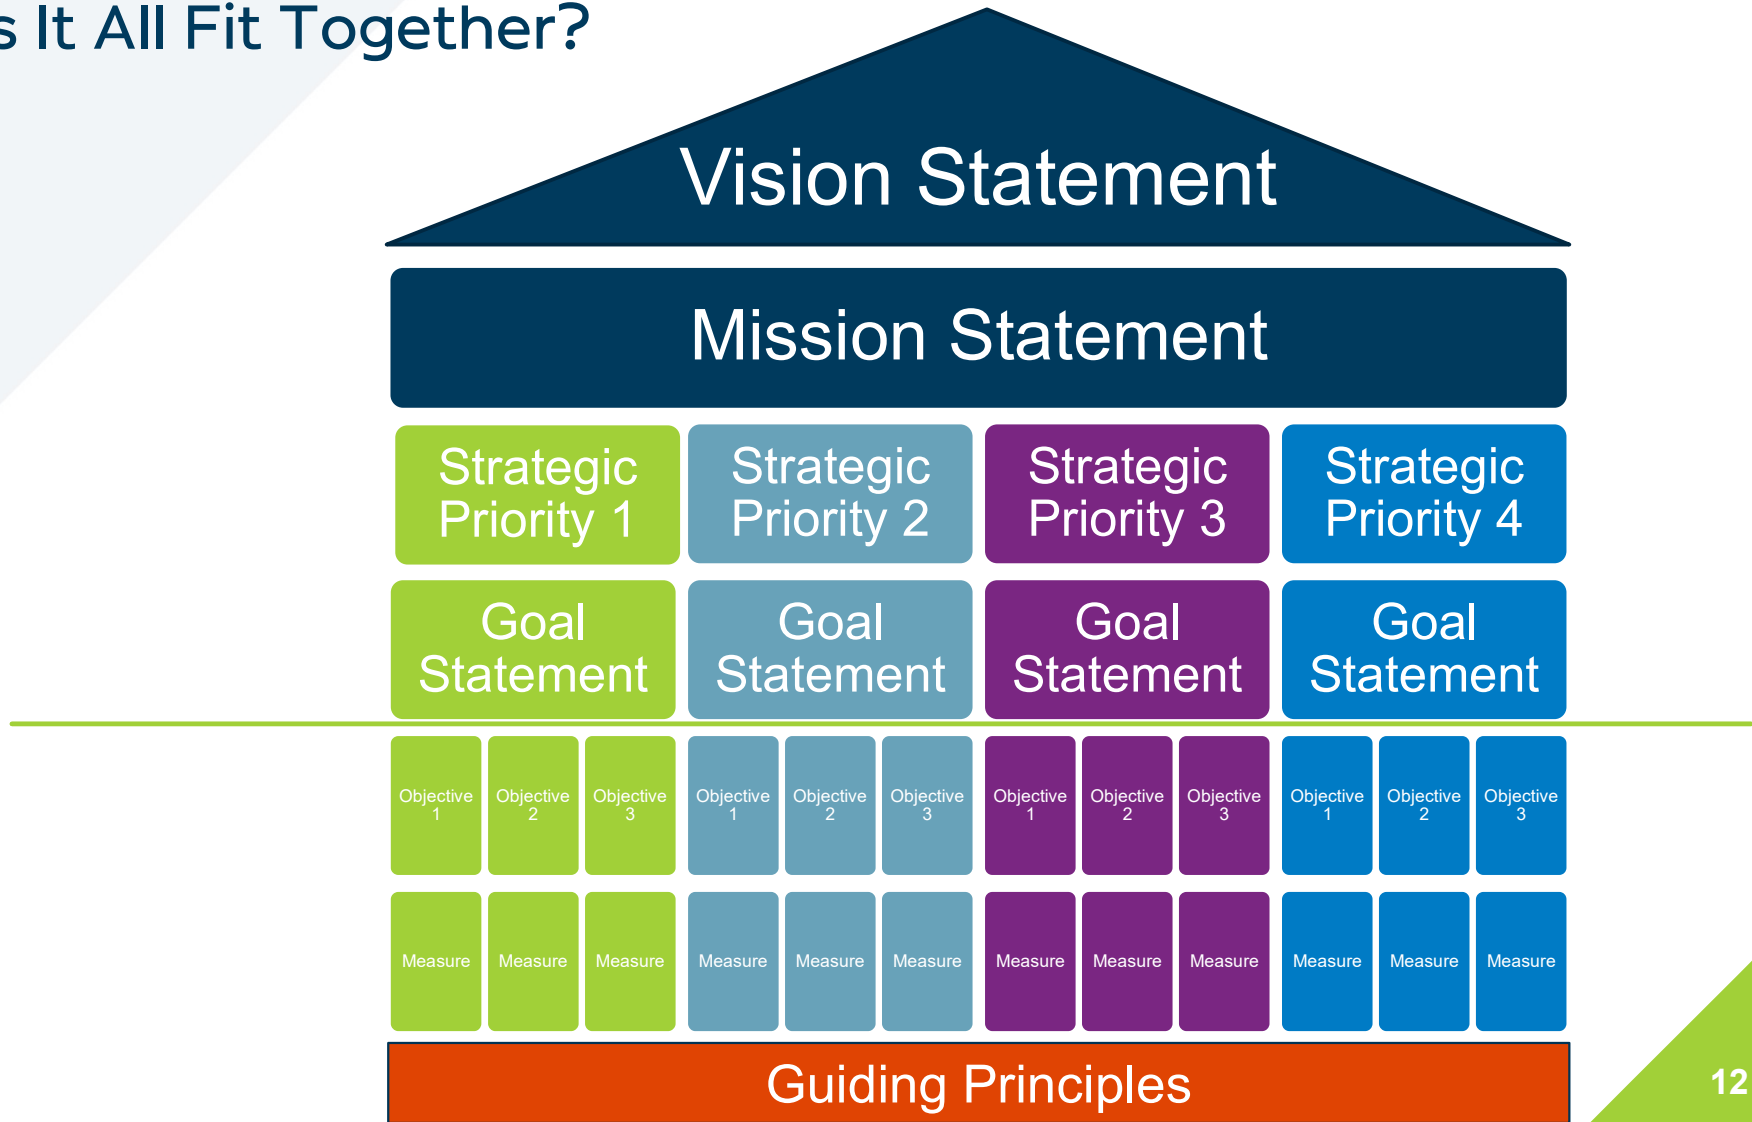 s It All Fit Together?
Vision Statement
Mission Statement
Strategic
Priority 1
Strategic
Priority 2
Strategic
Priority 3
Strategic
Priority 4
Goal
Statement
Goal
Statement
Goal
Statement
Goal
Statement
Objective
1
Objective
2
Objective
3
Objective
1
Objective
2
Objective
3
Objective
1
Objective
2
Objective
3
Objective
1
Objective
2
Objective
3
Measure
Measure
Measure
Measure
Measure
Measure
Measure
Measure
Measure
Measure
Measure
Measure
Guiding Principles
12